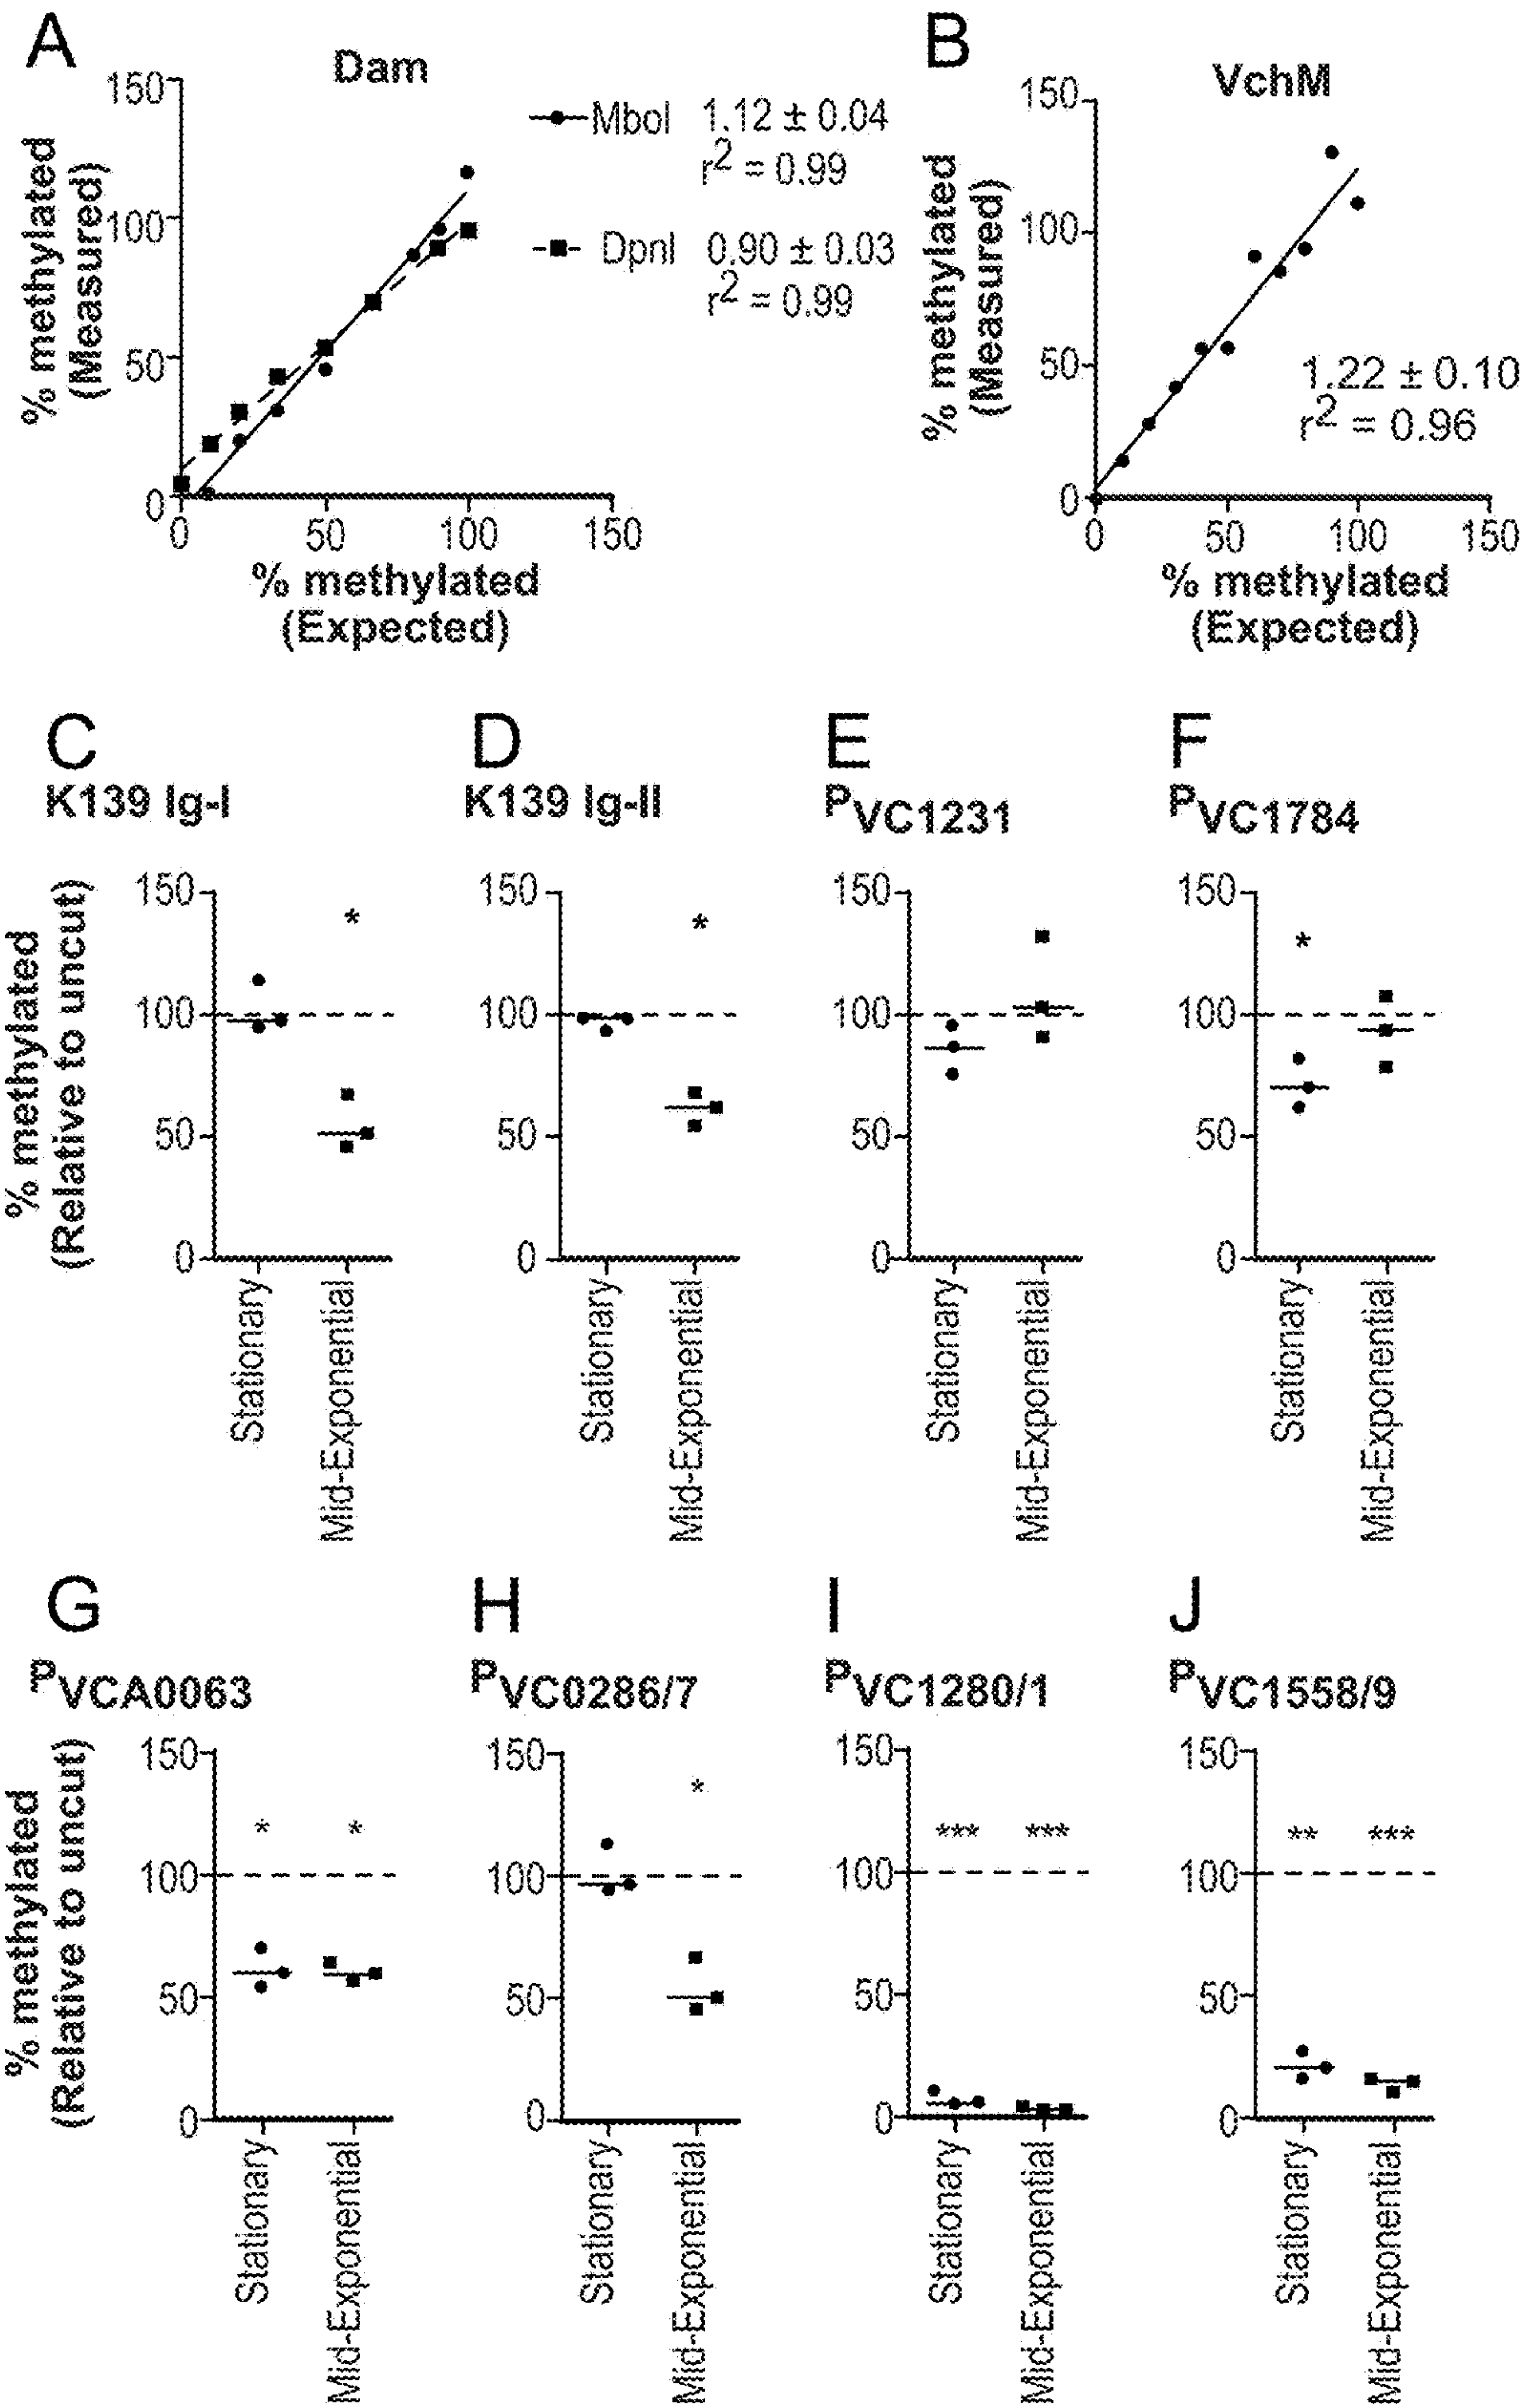 A
Dam
150
100
50
0
0 50 100 150
% methylated
(Measured)
% methylated
(Expected)
MboI 1.12 ± 0.04
r2 = 0.99
DpnI 0.90 ± 0.03
r2 = 0.99
B
VchM
150
100
50
0
0 50 100 150
% methylated
(Measured)
% methylated
(Expected)
1.22 ± 0.10
r2 = 0.96
C
K139 Ig-I
% methylated
(Relative to uncut)
150
100
50
0
*
Stationary
Mid-Exponential
D
K139 Ig-II
150
100
50
0
*
Stationary
Mid-Exponential
E
PVC1231
150
100
50
0
Stationary
Mid-Exponential
F
PVC1784
150
100
50
0
*
Stationary
Mid-Exponential
G
PVCA0063
% methylated
(Relative to uncut)
150
100
50
0
* *
Stationary
Mid-Exponential
H
PVC0286/7
150
100
50
0
*
Stationary
Mid-Exponential
I
PVC1280/1
150
100
50
0
*** ***
Stationary
Mid-Exponential
J
PVC1558/9
150
100
50
0
** ***
Stationary
Mid-Exponential